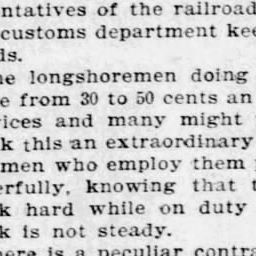 ntatives of the railroad
customs department kee
ds.
e longshoremen doing
e from 30 to 50 cents an
ices and many might
k this an extraordinary
men who employ them
erfully, knowing that t
k hard while on duty
k is not steady.
here is a peculiar contra